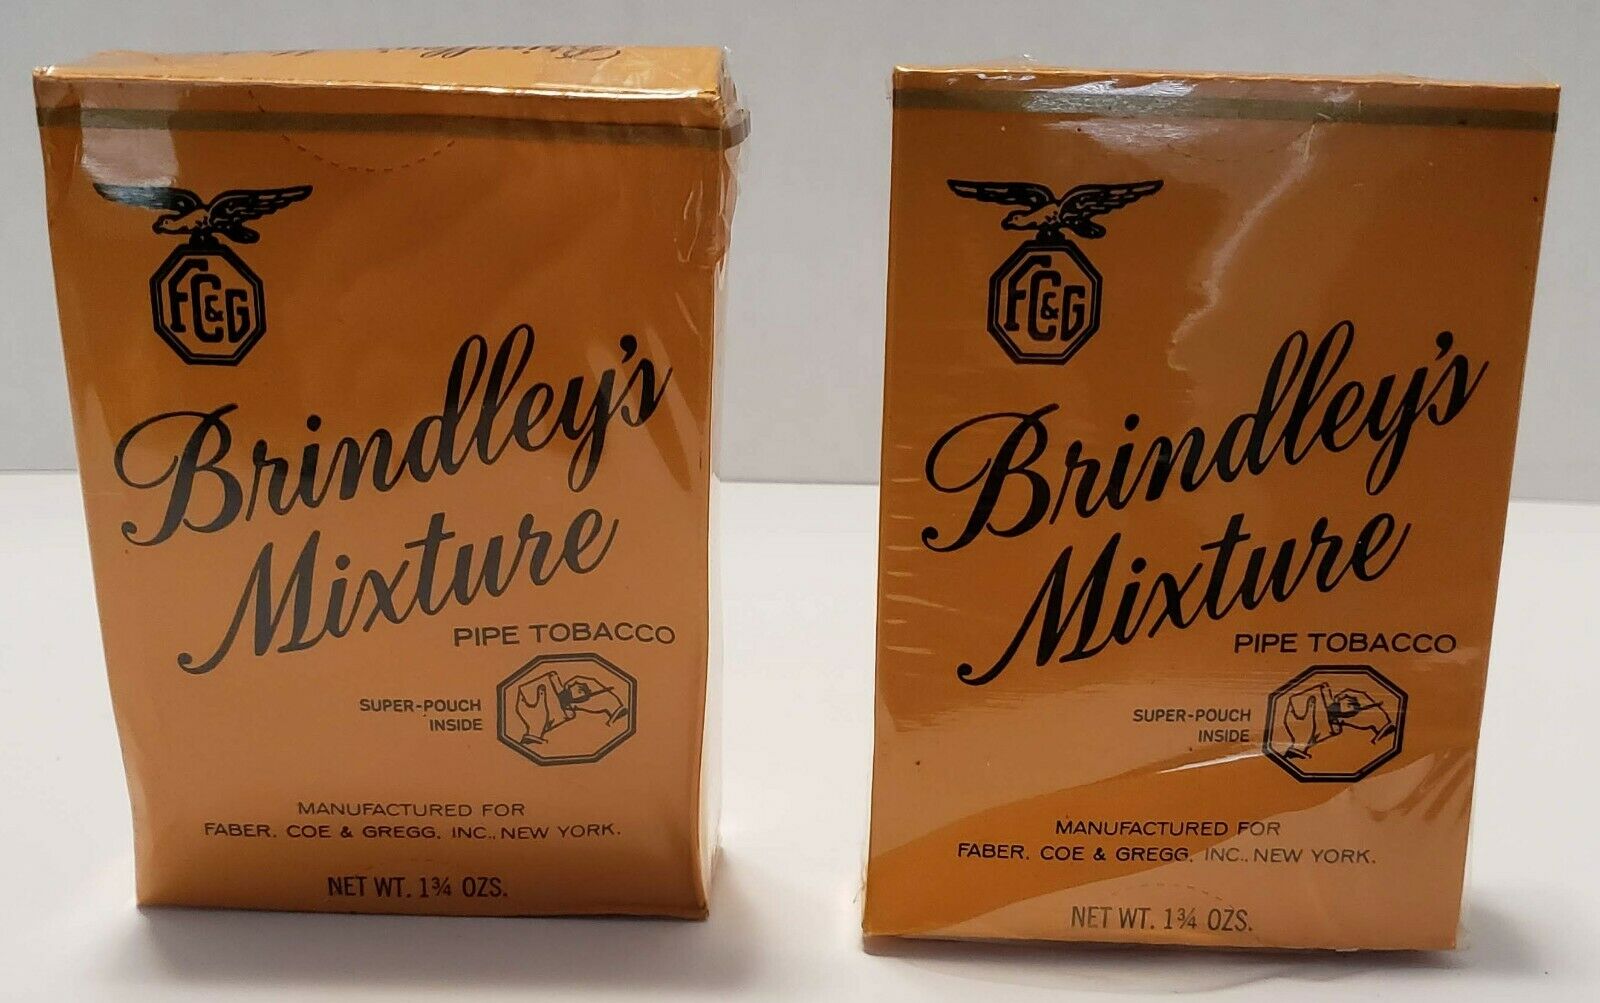 Brindley's
FC&G
Brindley's
Mixture
PIPE TOBACCO
SUPER-POUCH
INSIDE
MANUFACTURED FOR
FABER, COE & GREGG, INC., NEW YORK.
NET WT. 1¾ OZS.
FC&G
Brindley's
Mixture
PIPE TOBACCO
SUPER-POUCH
INSIDE
MANUFACTURED FOR
FABER, COE & GREGG, INC., NEW YORK.
NET WT. 1¾ OZS.